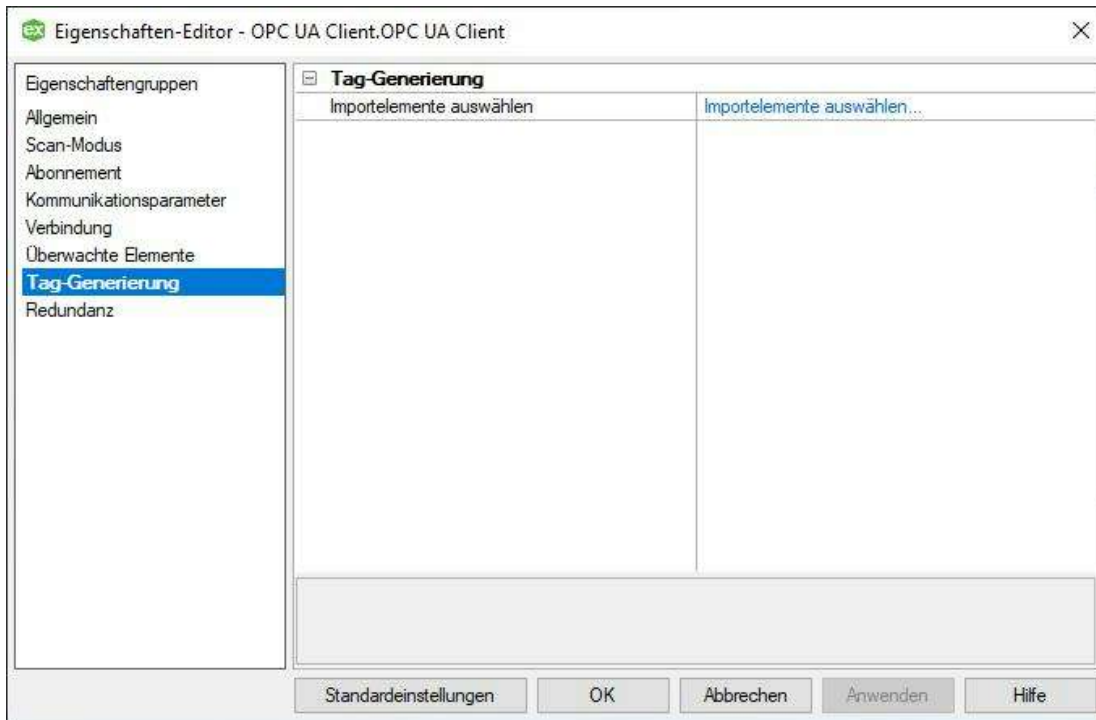 ex Eigenschaften-Editor - OPC UA Client.OPC UA Client
Eigenschaftengruppen
Allgemein
Scan-Modus
Abonnement
Kommunikationsparameter
Verbindung
Überwachte Elemente
Tag-Generierung
Redundanz
Tag-Generierung
Importelemente auswählen Importelemente auswählen...
Standardeinstellungen OK Abbrechen Anwenden Hilfe